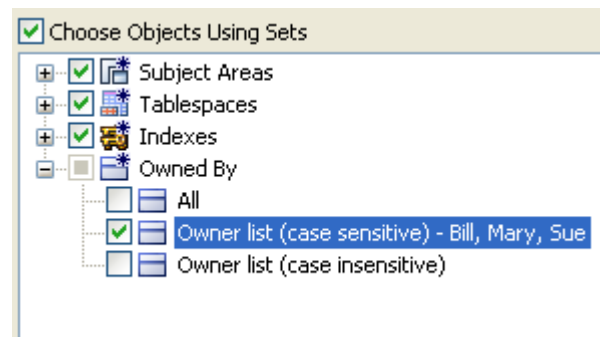 Choose Objects Using Sets
Subject Areas
Tablespaces
Indexes
Owned By
All
Owner list (case sensitive) - Bill, Mary, Sue
Owner list (case insensitive)